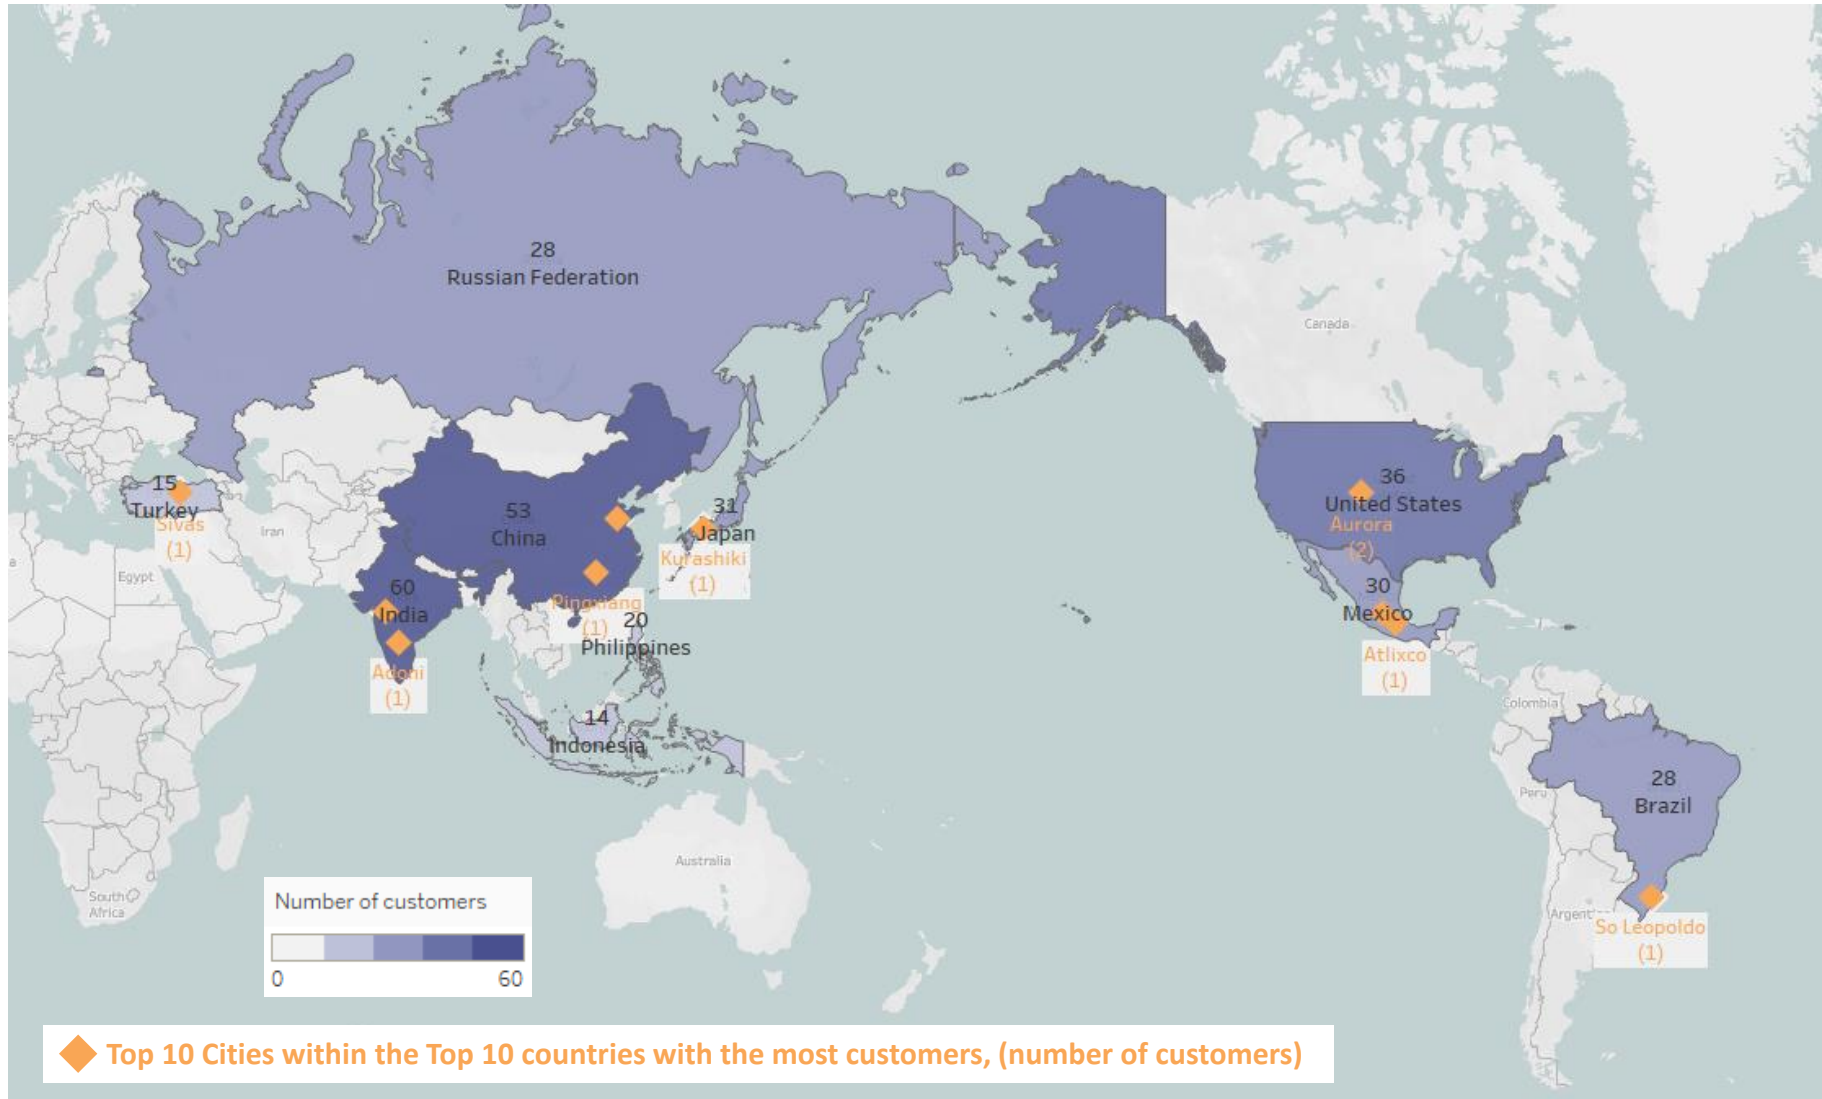 28
Russian Federation
Canada
15
Turkey
Sivas
(1)
Iran
Egypt
53
China
31
Japan
Kurashiki
(1)
36
United States
Aurora
(2)
60
India
Adoni
(1)
Pingxiang
(1)
20
Philippines
30
Mexico
Atlixco
(1)
14
Indonesia
Colombia
Peru
28
Brazil
Australia
South
Africa
So Leopoldo
(1)
Number of customers
0
60
Top 10 Cities within the Top 10 countries with the most customers, (number of customers)